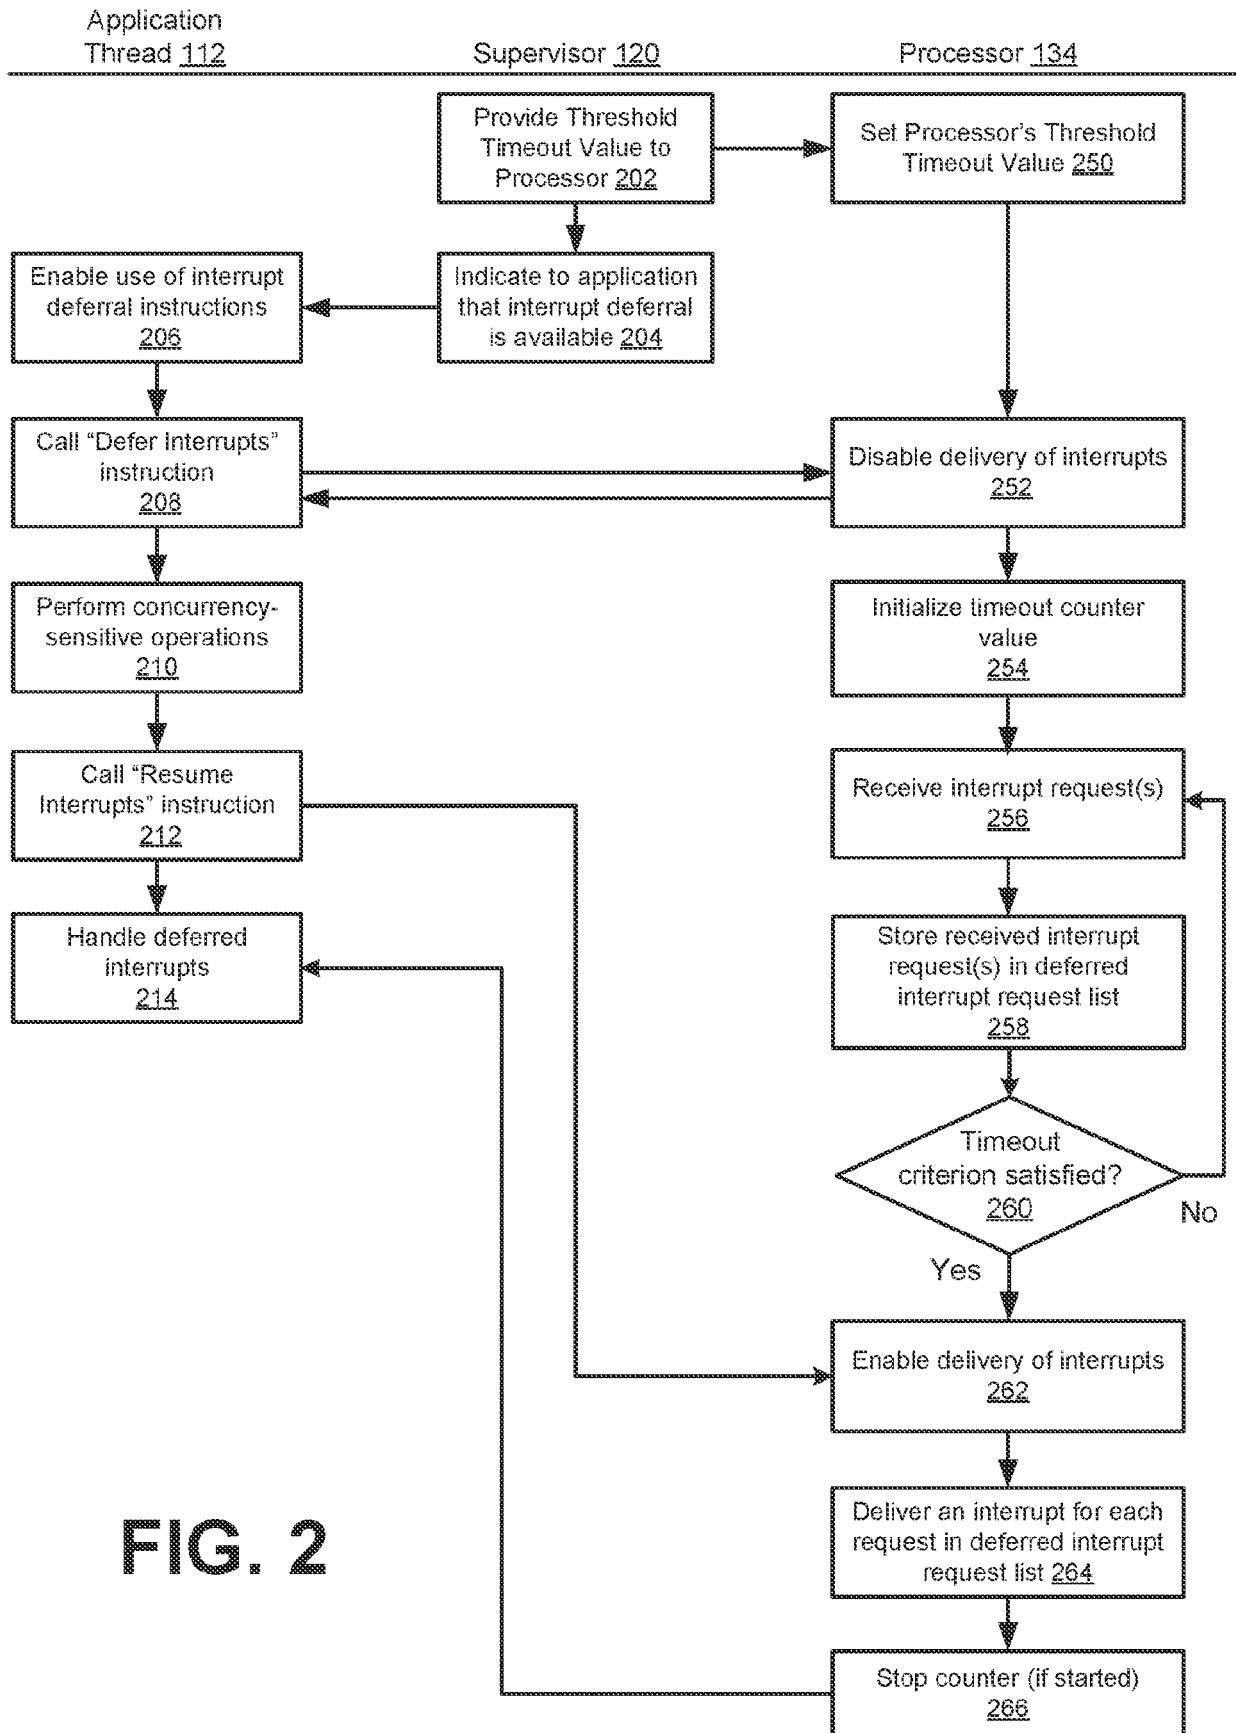 Application
Thread 112
Supervisor 120
Processor 134
Provide Threshold
Timeout Value to
Processor 202
Set Processor's Threshold
Timeout Value 250
Enable use of interrupt
deferral instructions
206
Indicate to application
that interrupt deferral
is available 204
Call "Defer Interrupts"
instruction
208
Disable delivery of interrupts
252
Perform concurrency-
sensitive operations
210
Initialize timeout counter
value
254
Call "Resume
Interrupts" instruction
212
Receive interrupt request(s)
256
Handle deferred
interrupts
214
Store received interrupt
request(s) in deferred
interrupt request list
258
Timeout
criterion satisfied?
260
No
Yes
Enable delivery of interrupts
262
Deliver an interrupt for each
request in deferred interrupt
request list 264
Stop counter (if started)
266
FIG. 2